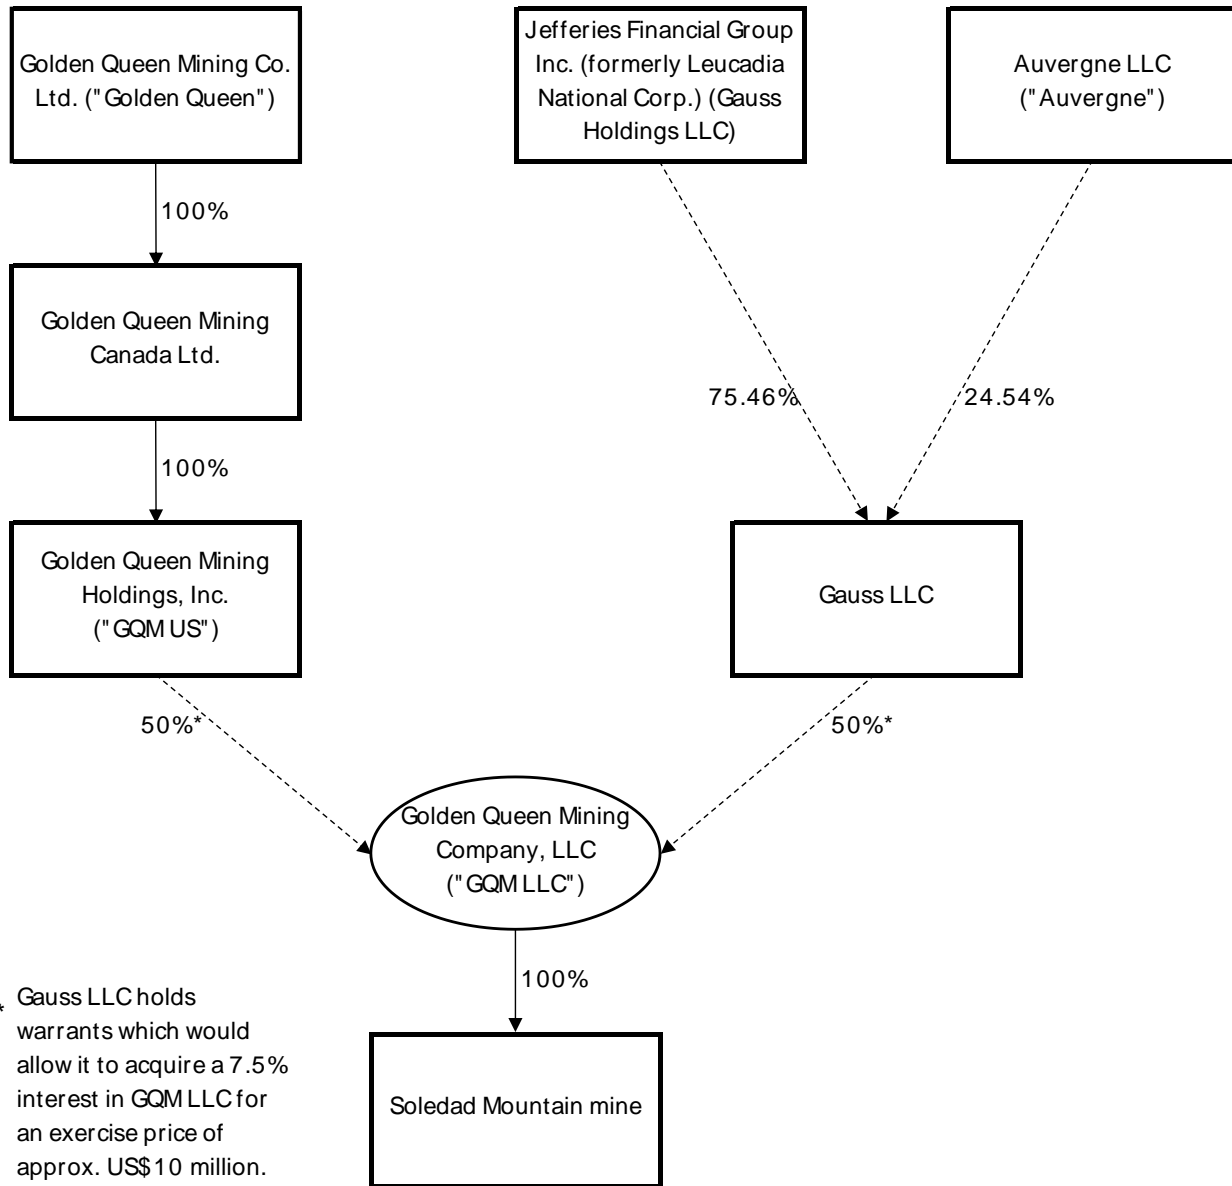 Golden Queen Mining Co.
Ltd. ("Golden Queen")
Jefferies Financial Group
Inc. (formerly Leucadia
National Corp.) (Gauss
Holdings LLC)
Auvergne LLC
("Auvergne")
100%
Golden Queen Mining
Canada Ltd.
75.46%
24.54%
100%
Golden Queen Mining
Holdings, Inc.
("GQM US")
Gauss LLC
50%*
50%*
Golden Queen Mining
Company, LLC
("GQM LLC")
100%
* Gauss LLC holds
warrants which would
allow it to acquire a 7.5%
interest in GQM LLC for
an exercise price of
approx. US$10 million.
Soledad Mountain mine